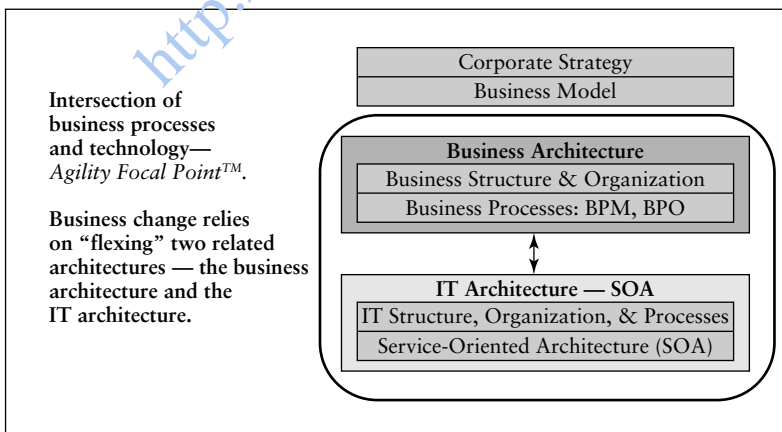 http:
Intersection of
business processes
and technology—
Agility Focal Point™.
Business change relies
on “flexing” two related
architectures — the business
architecture and the
IT architecture.
Corporate Strategy
Business Model
Business Architecture
Business Structure & Organization
Business Processes: BPM, BPO
IT Architecture — SOA
IT Structure, Organization, & Processes
Service-Oriented Architecture (SOA)